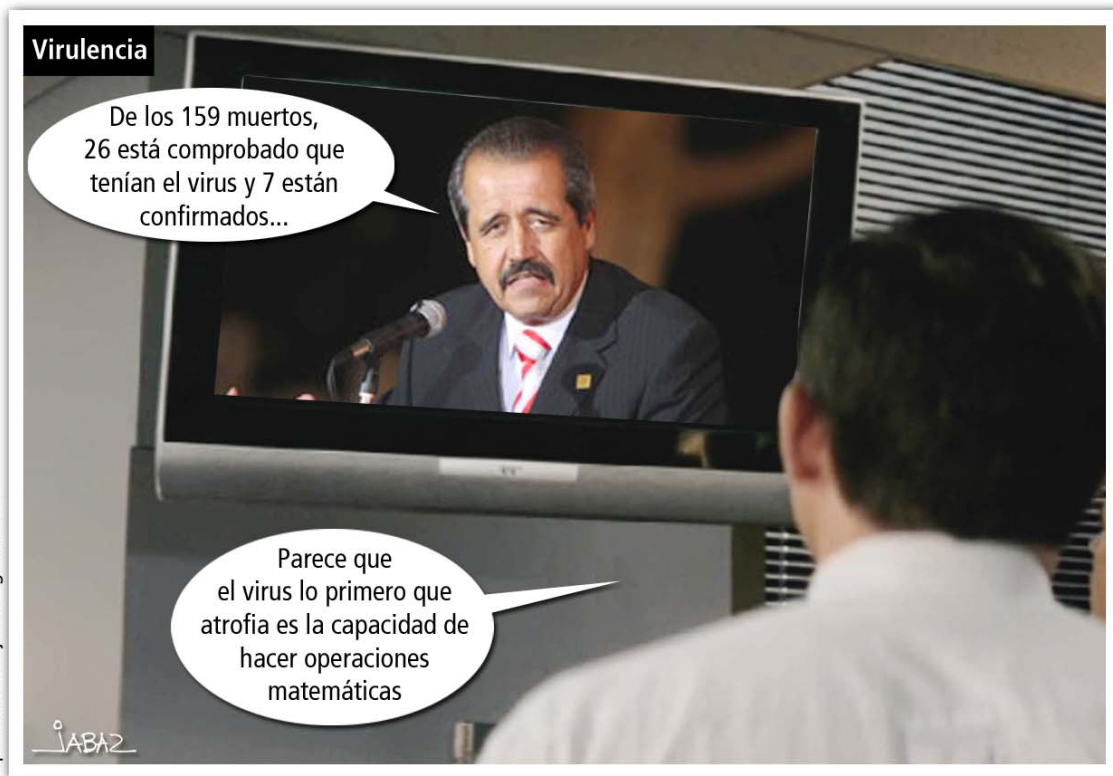 Virulencia
De los 159 muertos,
26 está comprobado que
tenían el virus y 7 están
confirmados...
Parece que
el virus lo primero que
atrofia es la capacidad de
hacer operaciones
matemáticas
JABAZ